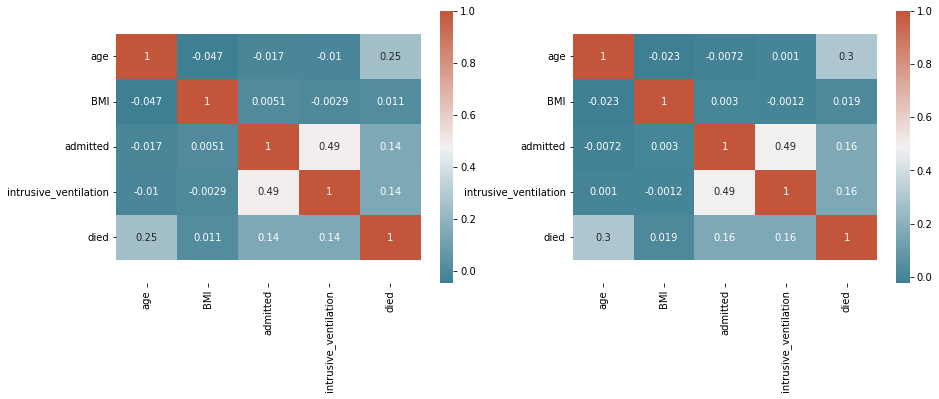 age 1 -0.047 -0.017 -0.01 0.25
BMI -0.047 1 0.0051 -0.0029 0.011
admitted -0.017 0.0051 1 0.49 0.14
intrusive_ventilation -0.01 -0.0029 0.49 1 0.14
died 0.25 0.011 0.14 0.14 1
age BMI admitted intrusive_ventilation died
1.0
0.8
0.6
0.4
0.2
0.0
age 1 -0.023 -0.0072 0.001 0.3
BMI -0.023 1 0.003 -0.0012 0.019
admitted -0.0072 0.003 1 0.49 0.16
intrusive_ventilation 0.001 -0.0012 0.49 1 0.16
died 0.3 0.019 0.16 0.16 1
age BMI admitted intrusive_ventilation died
1.0
0.8
0.6
0.4
0.2
0.0